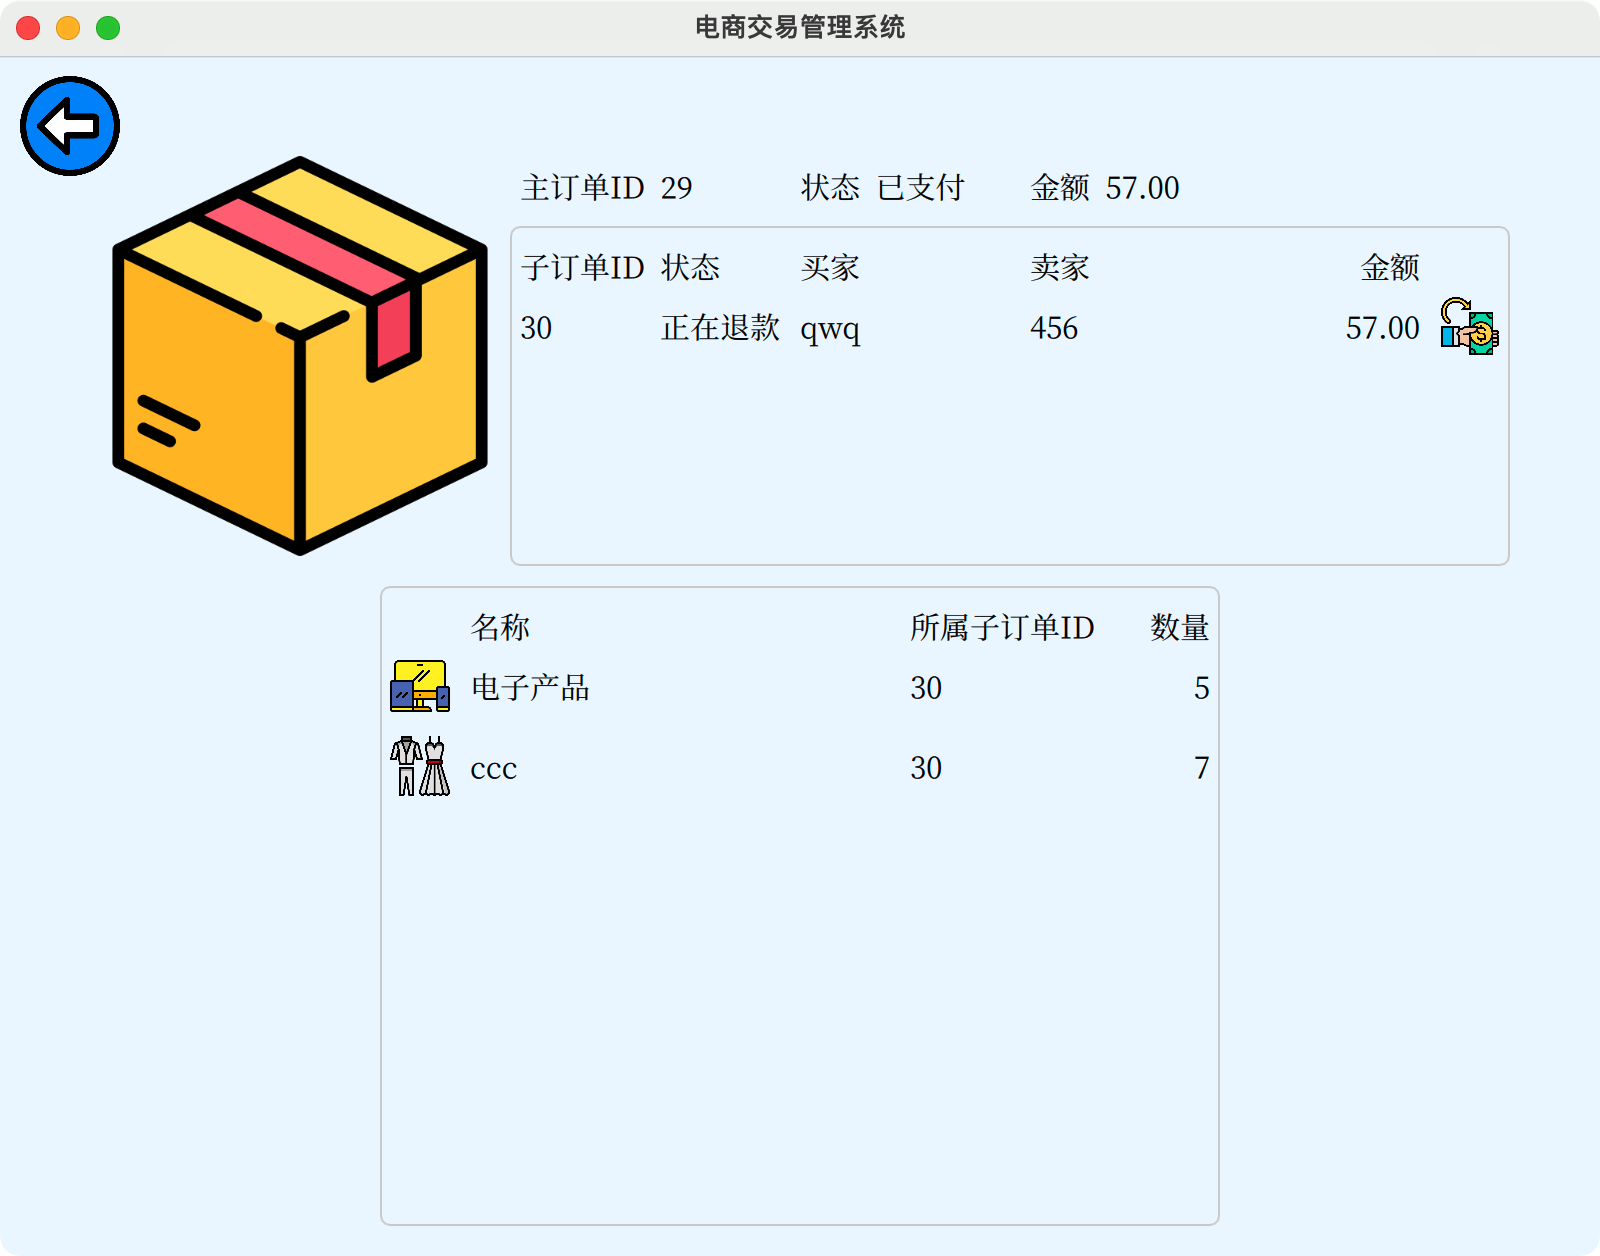 电商交易管理系统
主订单ID 29 状态 已支付 金额 57.00
子订单ID 状态 买家 卖家 金额
30 正在退款 qwq 456 57.00
名称 所属子订单ID 数量
电子产品 30 5
ccc 30 7